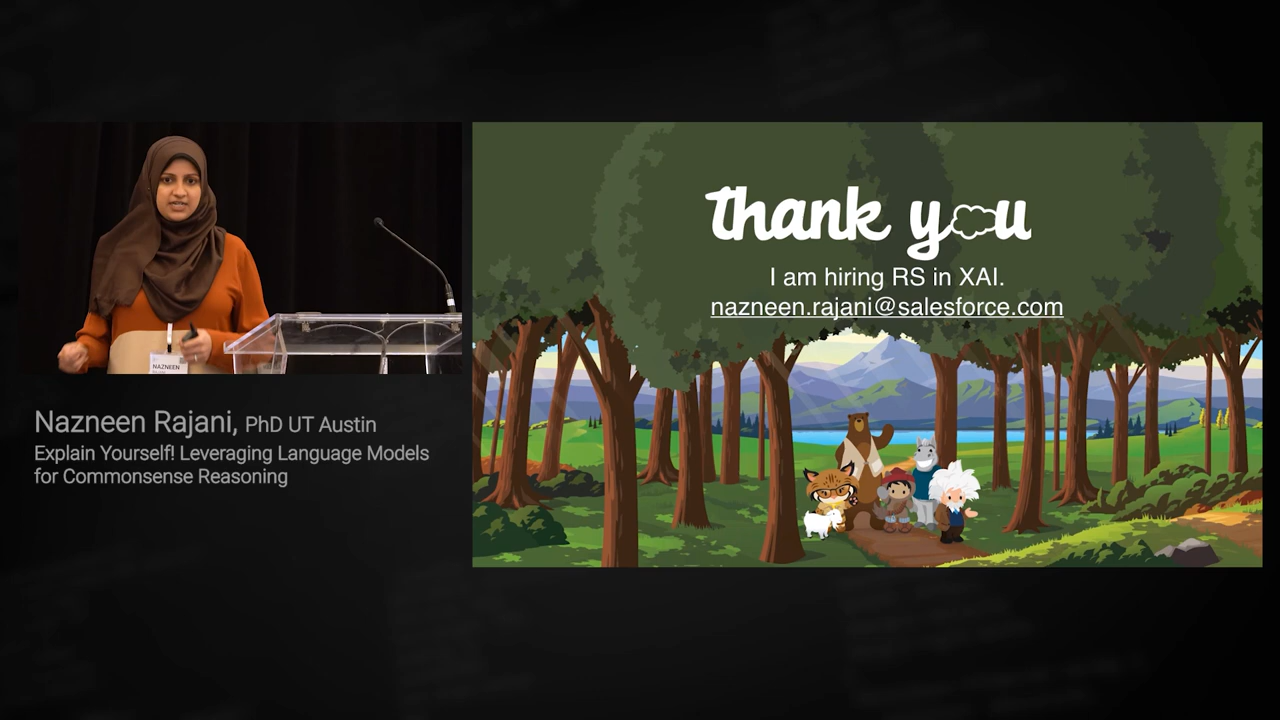 thank you
I am hiring RS in XAI.
nazneen.rajani@salesforce.com
NAZNEEN
Nazneen Rajani, PhD UT Austin
Explain Yourself! Leveraging Language Models
for Commonsense Reasoning